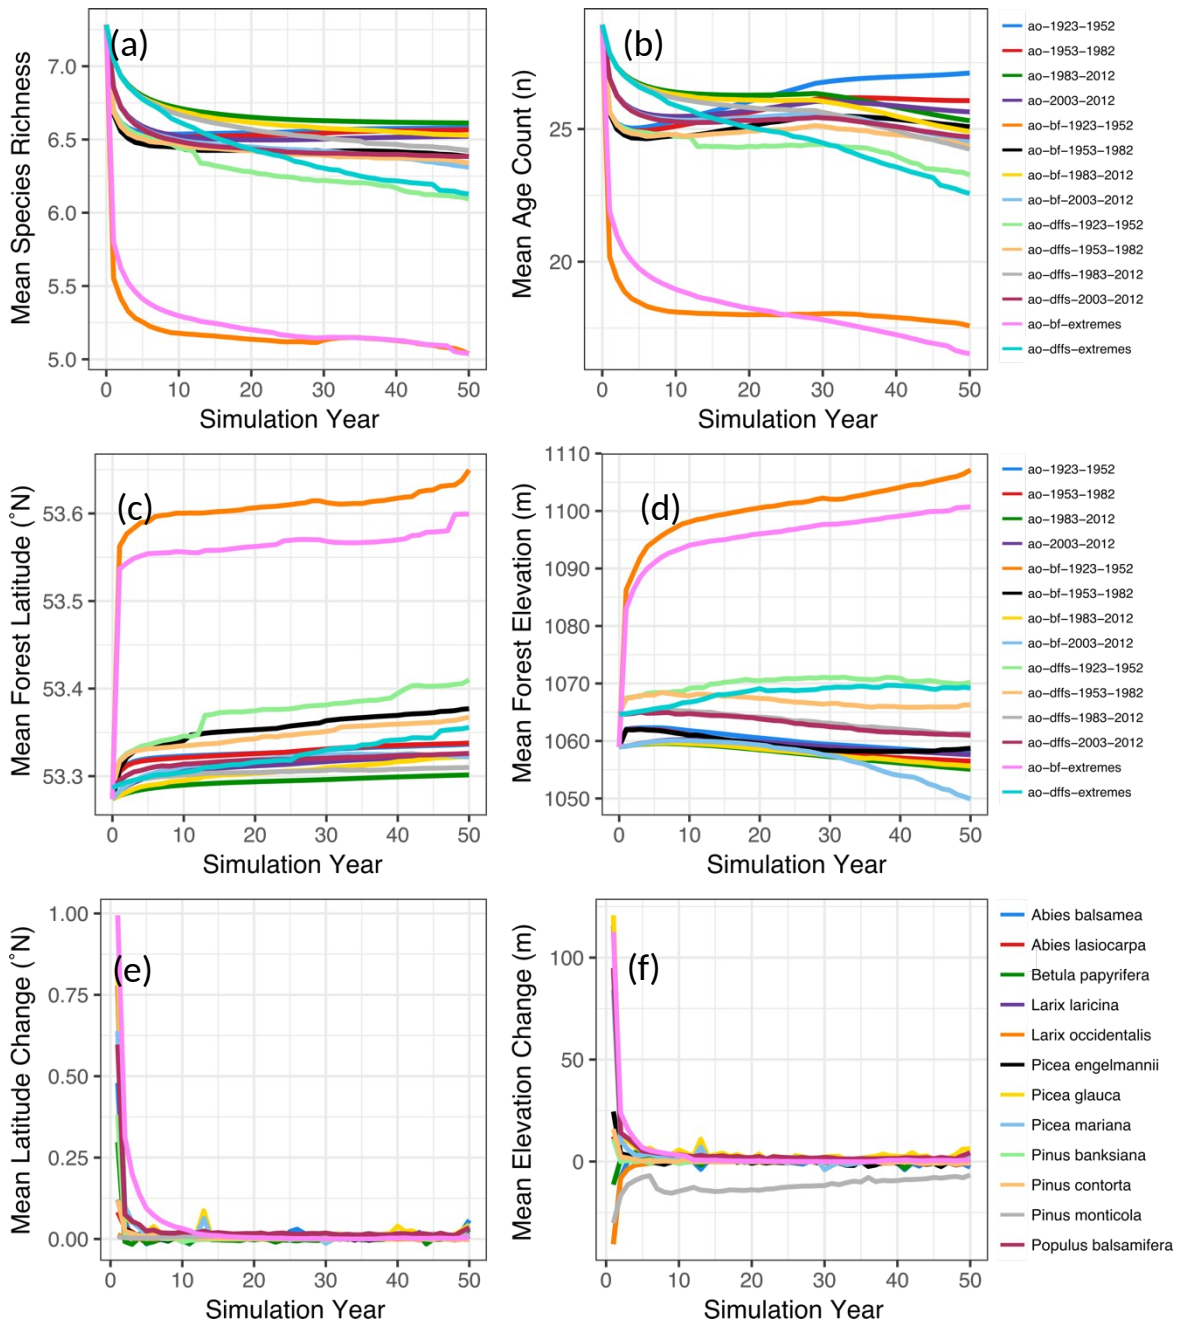 (a)
Mean Species Richness
7.0
6.5
6.0
5.5
5.0
0 10 20 30 40 50
Simulation Year
(b)
Mean Age Count (n)
25
20
0 10 20 30 40 50
Simulation Year
ao-1923-1952
ao-1953-1982
ao-1983-2012
ao-2003-2012
ao-bf-1923-1952
ao-bf-1953-1982
ao-bf-1983-2012
ao-bf-2003-2012
ao-dffs-1923-1952
ao-dffs-1953-1982
ao-dffs-1983-2012
ao-dffs-2003-2012
ao-bf-extremes
ao-dffs-extremes
(c)
Mean Forest Latitude (˚N)
53.6
53.5
53.4
53.3
0 10 20 30 40 50
Simulation Year
(d)
Mean Forest Elevation (m)
1110
1100
1090
1080
1070
1060
1050
0 10 20 30 40 50
Simulation Year
ao-1923-1952
ao-1953-1982
ao-1983-2012
ao-2003-2012
ao-bf-1923-1952
ao-bf-1953-1982
ao-bf-1983-2012
ao-bf-2003-2012
ao-dffs-1923-1952
ao-dffs-1953-1982
ao-dffs-1983-2012
ao-dffs-2003-2012
ao-bf-extremes
ao-dffs-extremes
(e)
Mean Latitude Change (˚N)
1.00
0.75
0.50
0.25
0.00
0 10 20 30 40 50
Simulation Year
(f)
Mean Elevation Change (m)
100
50
0
0 10 20 30 40 50
Simulation Year
Abies balsamea
Abies lasiocarpa
Betula papyrifera
Larix laricina
Larix occidentalis
Picea engelmannii
Picea glauca
Picea mariana
Pinus banksiana
Pinus contorta
Pinus monticola
Populus balsamifera